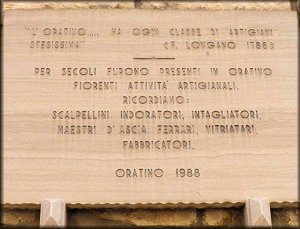 "L'ORATINO..... HA OGNI CLASSE DI ARTIGIANI
STESISSIMA" (F. LONGANO 1788)
PER SECOLI FURONO PRESENTI IN ORATINO
FIORENTI ATTIVITA' ARTIGIANALI.
RICORDIAMO:
SCALPELLINI, INDORATORI, INTAGLIATORI,
MAESTRI D'ASCIA, FERRARI, VITRIATARI,
FABBRICATORI.
ORATINO 1988